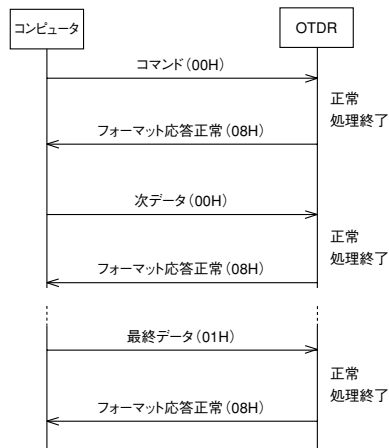 コンピュータ
OTDR
コマンド(00H)
正常
処理終了
フォーマット応答正常(08H)
次データ(00H)
正常
処理終了
フォーマット応答正常(08H)
最終データ(01H)
正常
処理終了
フォーマット応答正常(08H)